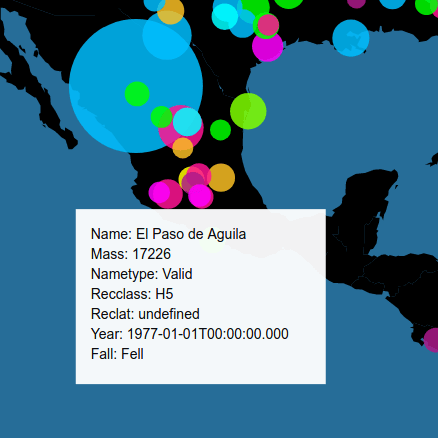 Name: El Paso de Aguila
Mass: 17226
Nametype: Valid
Recclass: H5
Reclat: undefined
Year: 1977-01-01T00:00:00.000
Fall: Fell